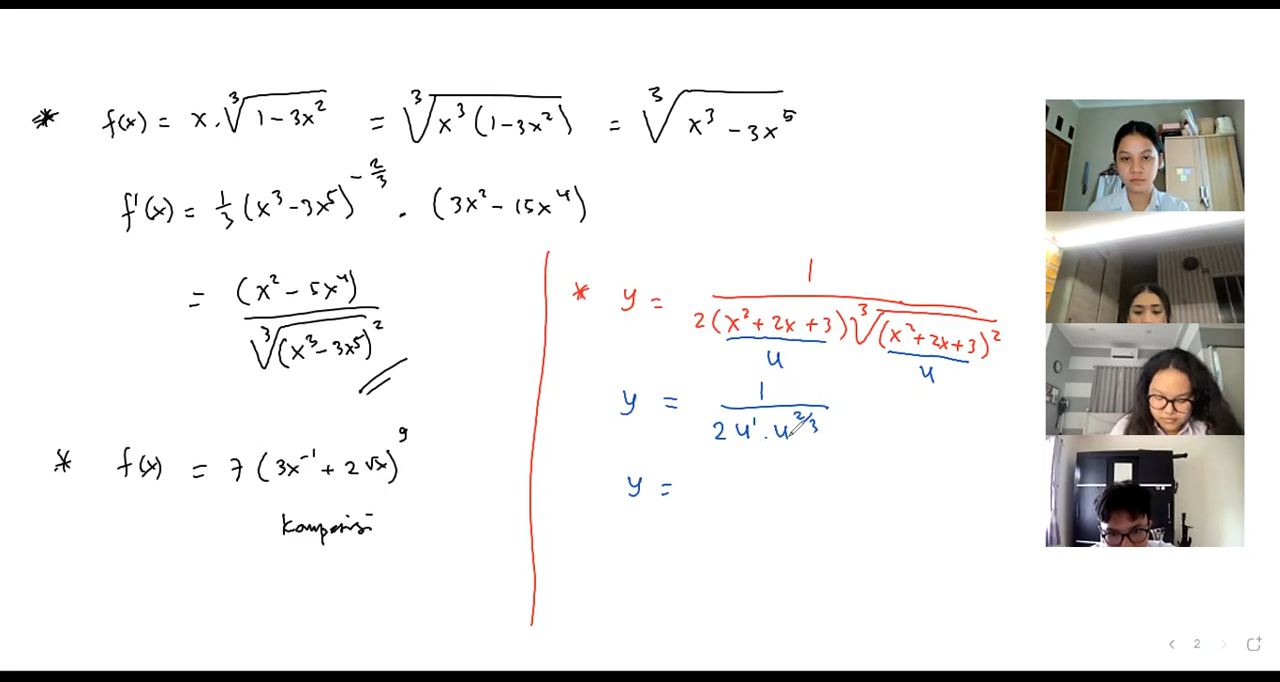 * f(x) = x . ∛(1 - 3x²) = ∛(x³ (1 - 3x²)) = ∛(x³ - 3x⁵)
f'(x) = 1/3 (x³ - 3x⁵)^(-2/3) . (3x² - 15x⁴)
= (x² - 5x⁴) / ∛((x³ - 3x⁵)²)
* f(x) = 7 (3x⁻¹ + 2√x)⁹
Komposisi
* y = 1 / (2 (x² + 2x + 3) ∛((x² + 2x + 3)²))
u u
y = 1 / (2 u¹ . u^(2/3))
y =
2